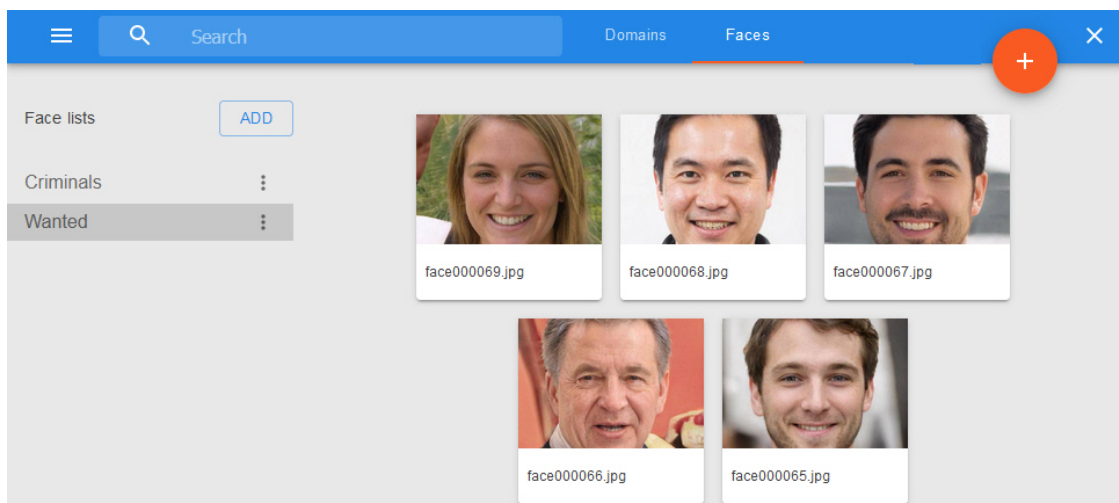 Search
Domains
Faces
Face lists
ADD
Criminals
Wanted
face000069.jpg
face000068.jpg
face000067.jpg
face000066.jpg
face000065.jpg